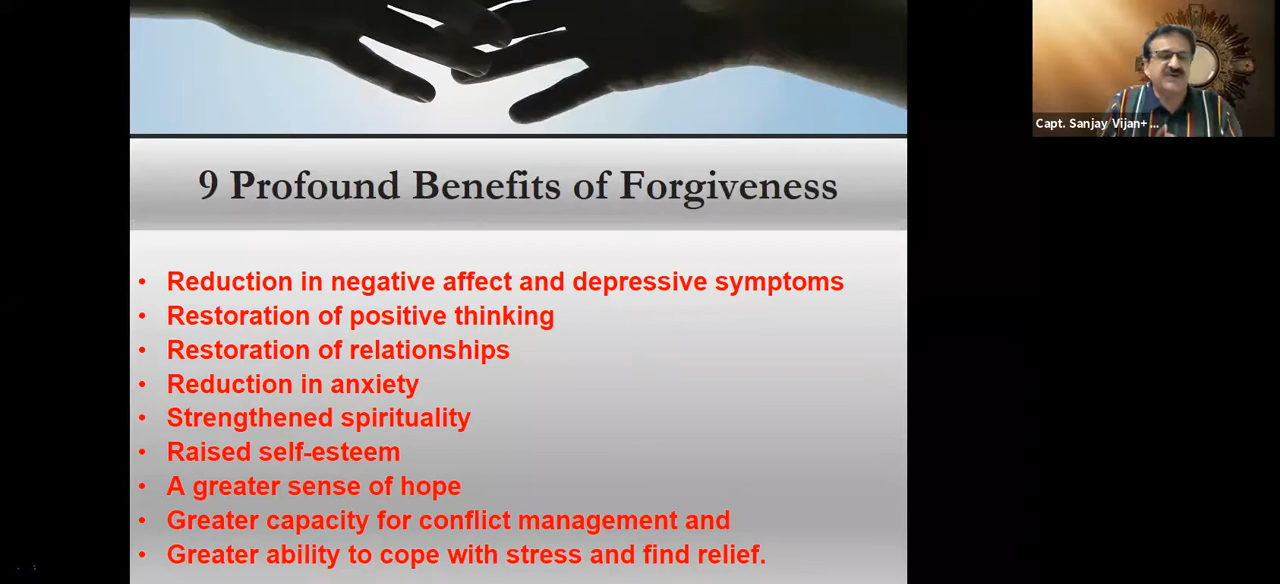 Capt. Sanjay Vijan+ ...
9 Profound Benefits of Forgiveness
• Reduction in negative affect and depressive symptoms
• Restoration of positive thinking
• Restoration of relationships
• Reduction in anxiety
• Strengthened spirituality
• Raised self-esteem
• A greater sense of hope
• Greater capacity for conflict management and
• Greater ability to cope with stress and find relief.